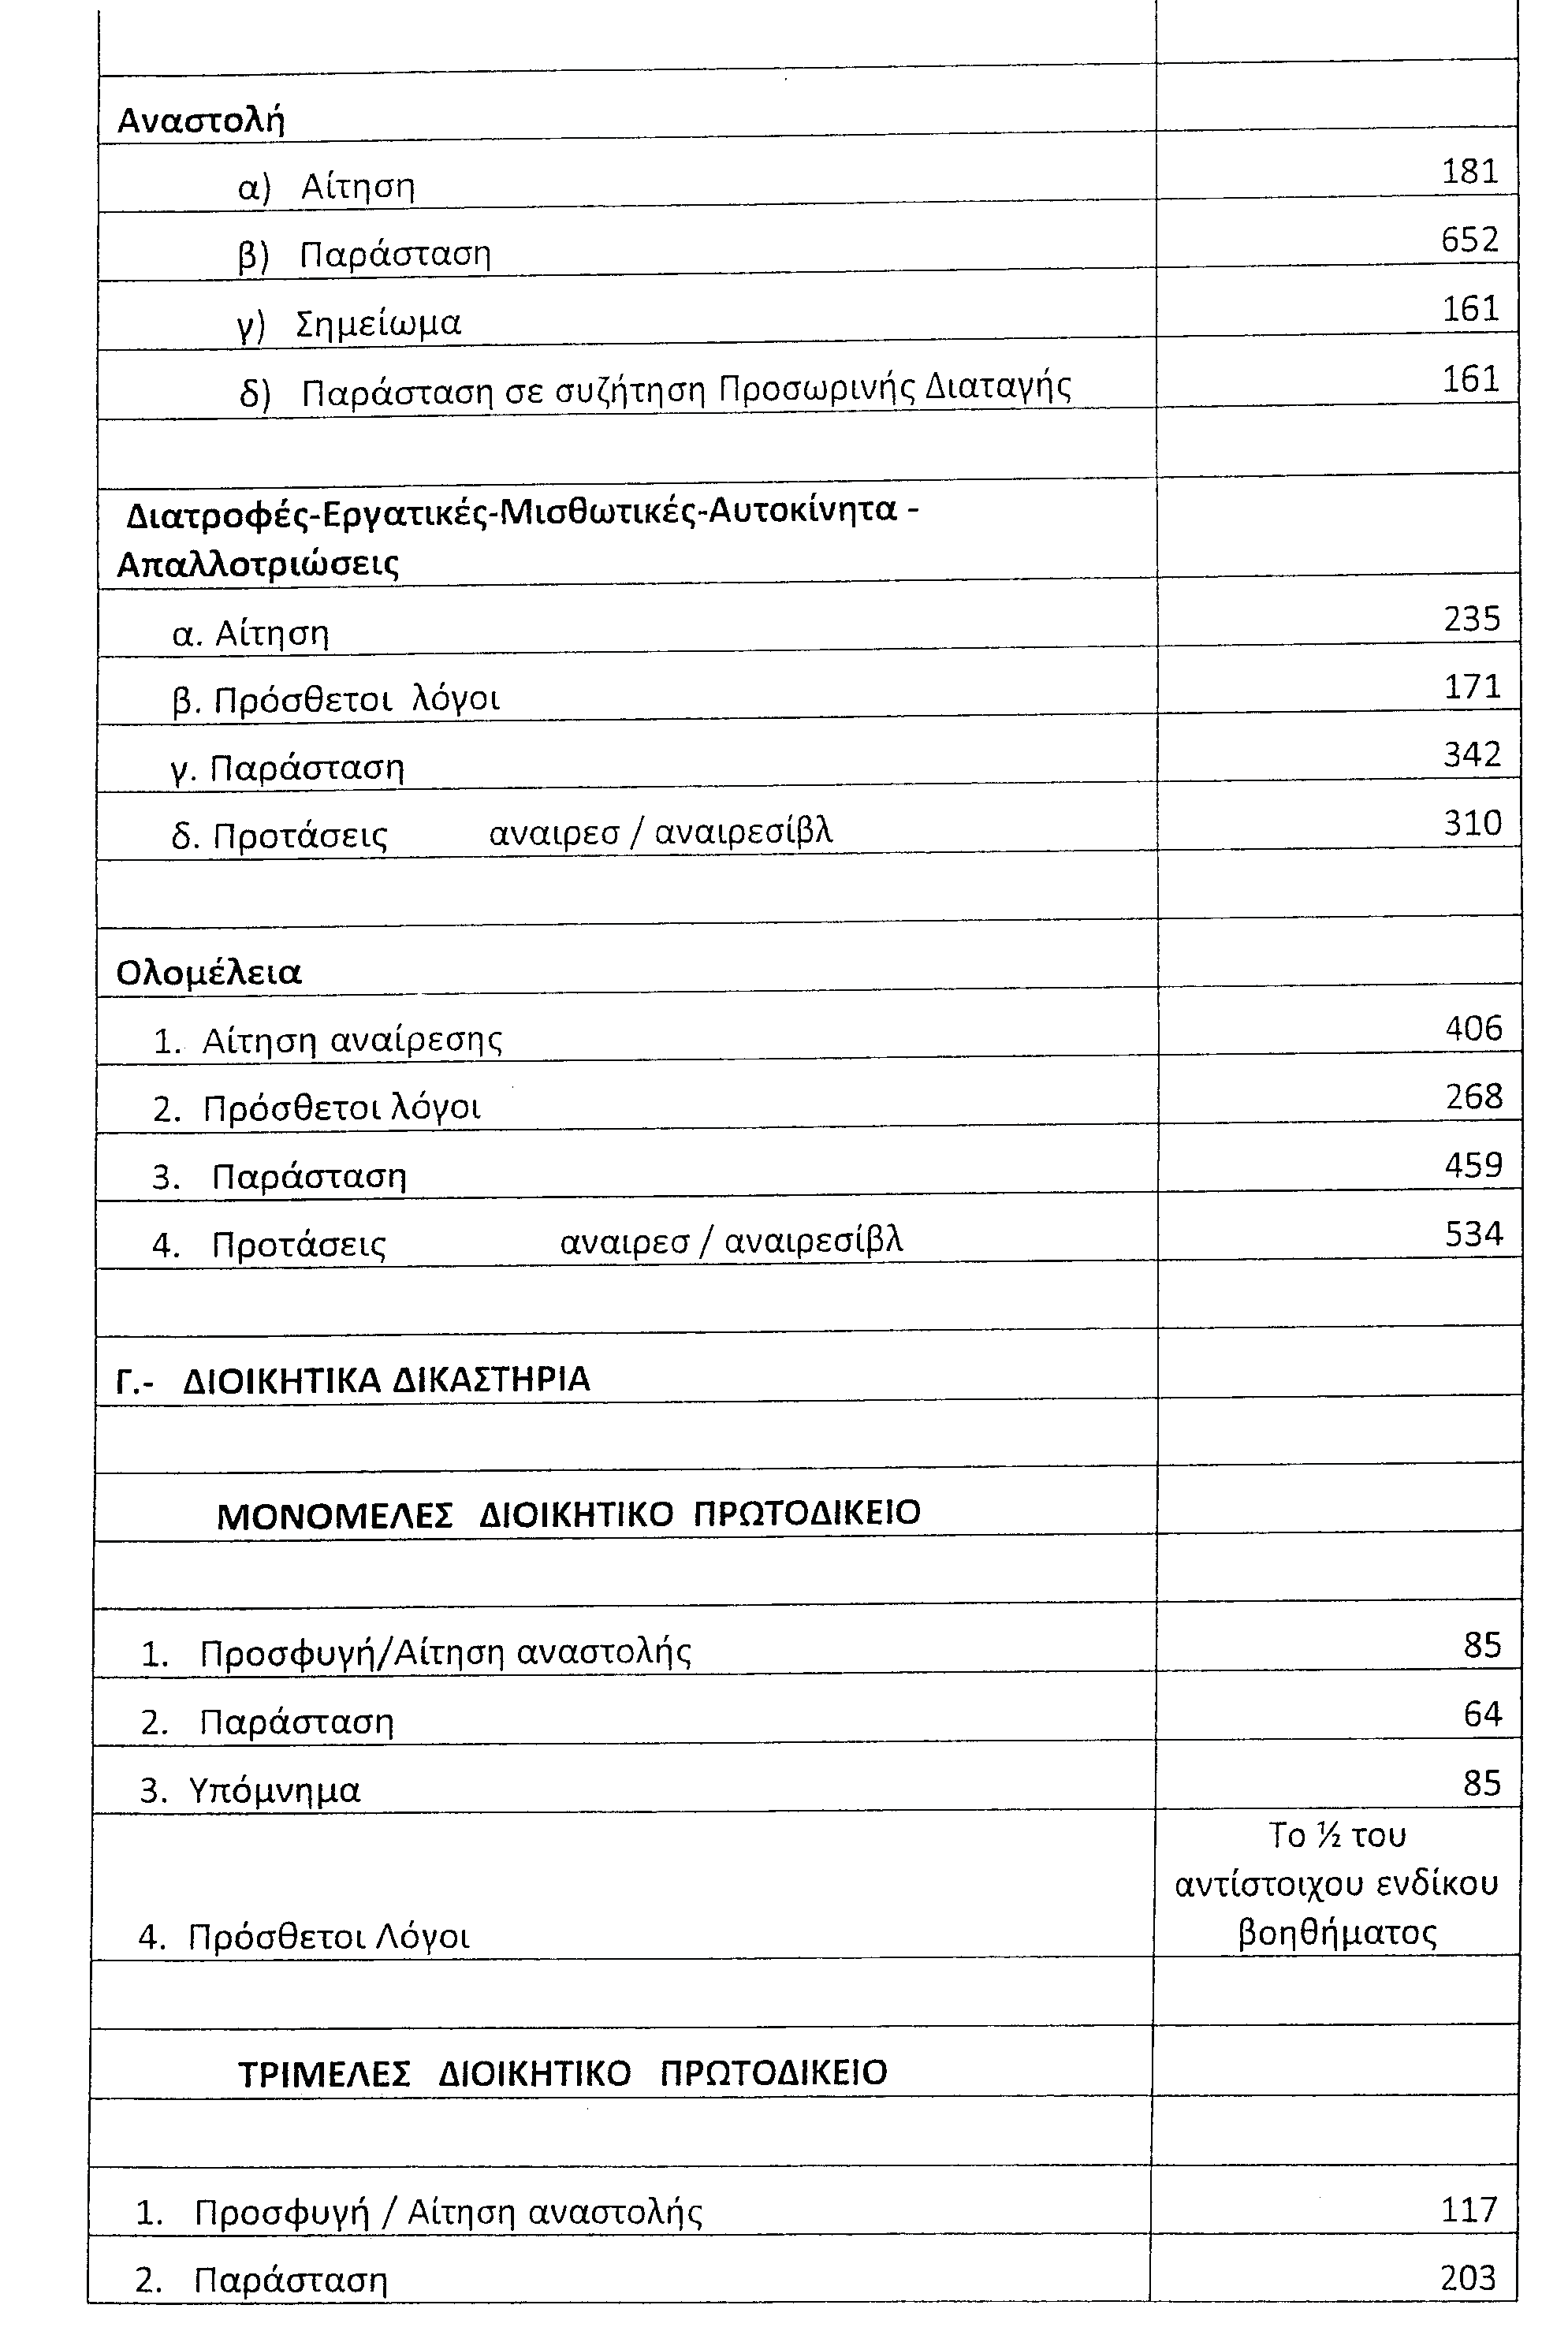 Αναστολή
α) Αίτηση 181
β) Παράσταση 652
γ) Σημείωμα 161
δ) Παράσταση σε συζήτηση Προσωρινής Διαταγής 161
Διατροφές-Εργατικές-Μισθωτικές-Αυτοκίνητα -
Απαλλοτριώσεις
α. Αίτηση 235
β. Πρόσθετοι λόγοι 171
γ. Παράσταση 342
δ. Προτάσεις αναιρεσ / αναιρεσίβλ 310
Ολομέλεια
1. Αίτηση αναίρεσης 406
2. Πρόσθετοι λόγοι 268
3. Παράσταση 459
4. Προτάσεις αναιρεσ / αναιρεσίβλ 534
Γ.- ΔΙΟΙΚΗΤΙΚΑ ΔΙΚΑΣΤΗΡΙΑ
ΜΟΝΟΜΕΛΕΣ ΔΙΟΙΚΗΤΙΚΟ ΠΡΩΤΟΔΙΚΕΙΟ
1. Προσφυγή/Αίτηση αναστολής 85
2. Παράσταση 64
3. Υπόμνημα 85
Το ½ του
αντίστοιχου ενδίκου
4. Πρόσθετοι Λόγοι βοηθήματος
ΤΡΙΜΕΛΕΣ ΔΙΟΙΚΗΤΙΚΟ ΠΡΩΤΟΔΙΚΕΙΟ
1. Προσφυγή / Αίτηση αναστολής 117
2. Παράσταση 203